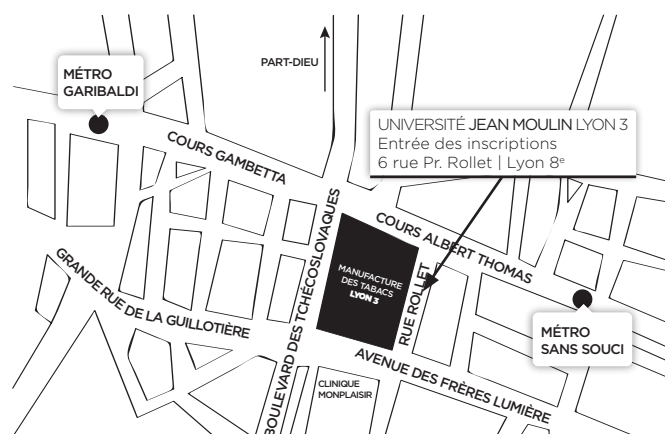 PART-DIEU
MÉTRO
GARIBALDI
UNIVERSITÉ JEAN MOULIN LYON 3
Entrée des inscriptions
6 rue Pr. Rollet | Lyon 8e
COURS GAMBETTA
BOULEVARD DES TCHÉCOSLOVAQUES
COURS ALBERT THOMAS
GRANDE RUE DE LA GUILLOTIÈRE
MANUFACTURE
DES TABACS
LYON 3
RUE ROLLET
MÉTRO
SANS SOUCI
AVENUE DES FRÈRES LUMIÈRE
CLINIQUE
MONPLAISIR